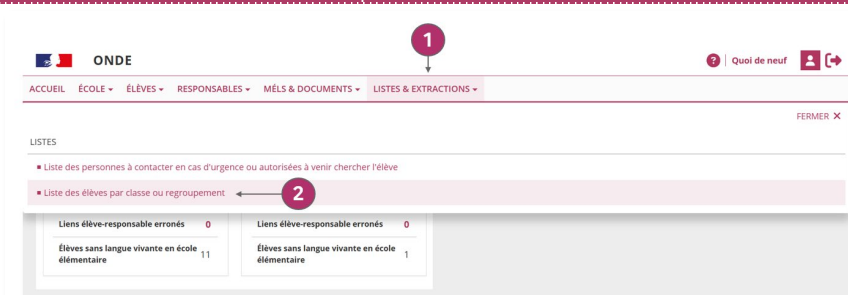 1
ONDE
? Quoi de neuf
ACCUEIL ÉCOLE ÉLÈVES RESPONSABLES MÉLS & DOCUMENTS LISTES & EXTRACTIONS
FERMER X
LISTES
Liste des personnes à contacter en cas d'urgence ou autorisées à venir chercher l'élève
Liste des élèves par classe ou regroupement 2
Liens élève-responsable erronés 0 Liens élève-responsable erronés 0
Élèves sans langue vivante en école 11 Élèves sans langue vivante en école 1
élémentaire élémentaire